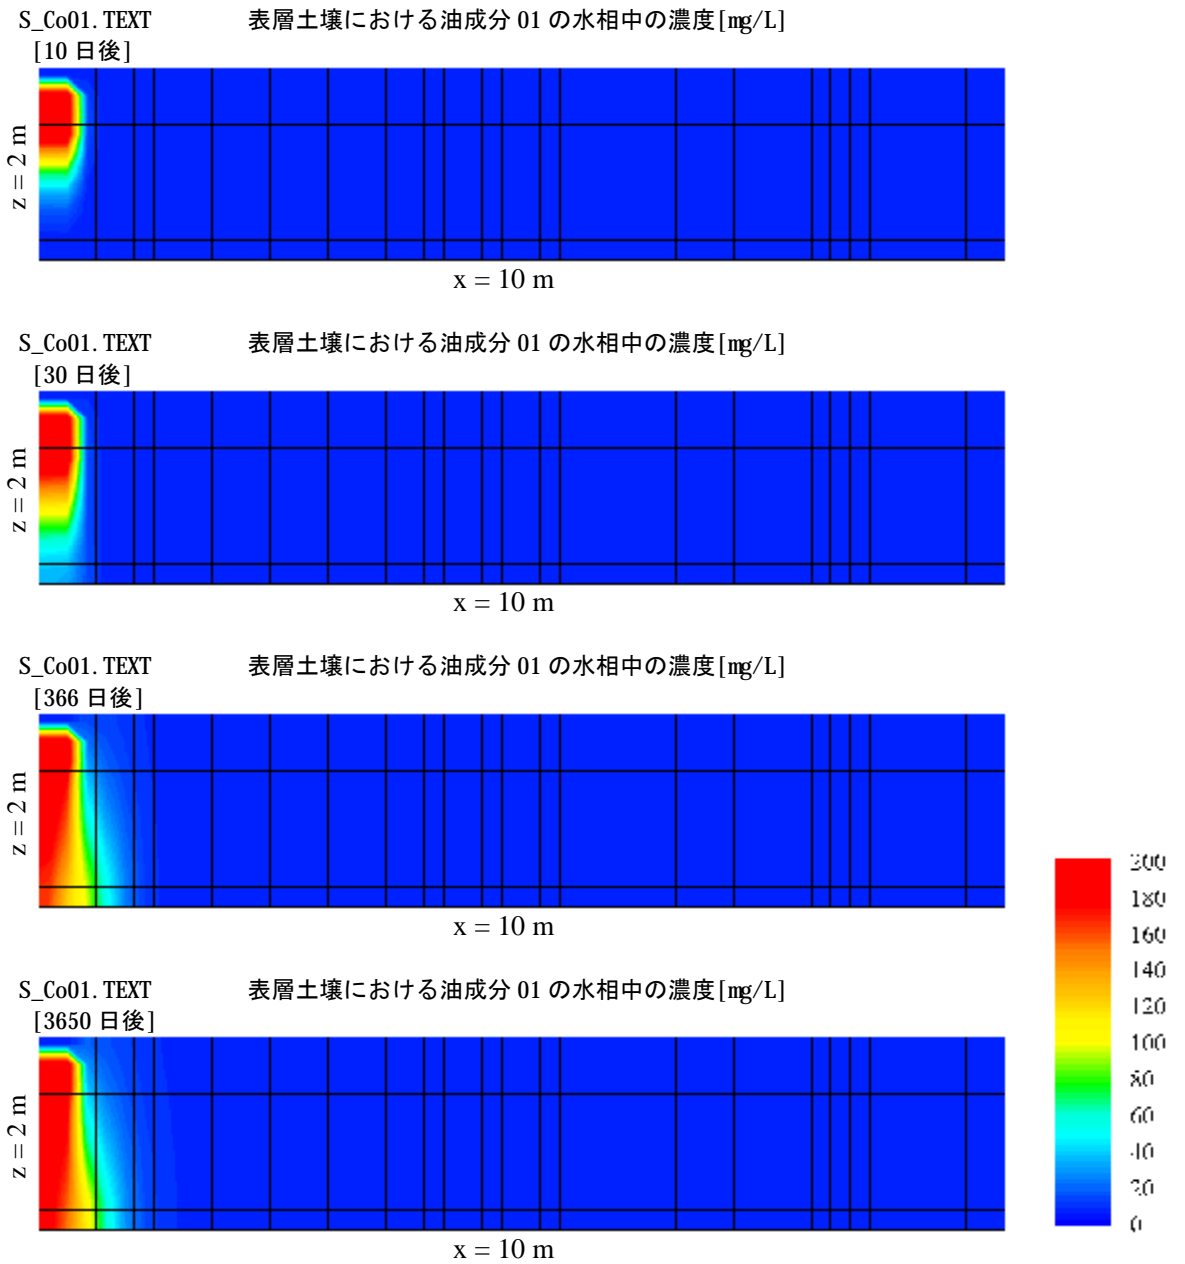 S_Co01.TEXT 表層土壌における油成分 01 の水相中の濃度[mg/L]
[10 日後]
z = 2 m
x = 10 m
S_Co01.TEXT 表層土壌における油成分 01 の水相中の濃度[mg/L]
[30 日後]
z = 2 m
x = 10 m
S_Co01.TEXT 表層土壌における油成分 01 の水相中の濃度[mg/L]
[366 日後]
z = 2 m
x = 10 m
S_Co01.TEXT 表層土壌における油成分 01 の水相中の濃度[mg/L]
[3650 日後]
z = 2 m
x = 10 m
200
180
160
140
120
100
80
60
40
20
0